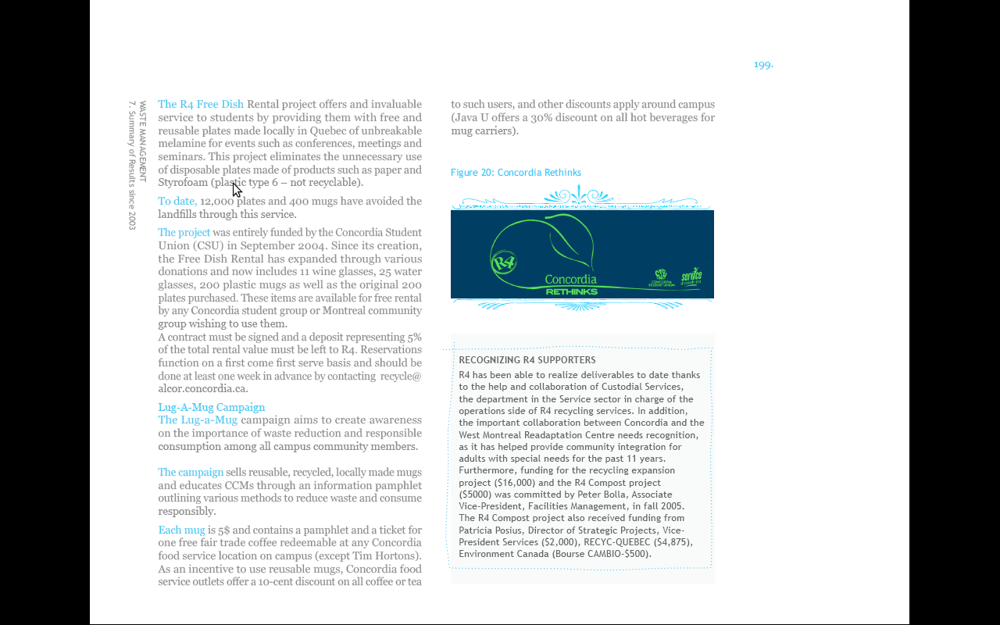 199.
WASTE MANAGEMENT
7. Summary of Results since 2003
The R4 Free Dish Rental project offers and invaluable
service to students by providing them with free and
reusable plates made locally in Quebec of unbreakable
melamine for events such as conferences, meetings and
seminars. This project eliminates the unnecessary use
of disposable plates made of products such as paper and
Styrofoam (plastic type 6 – not recyclable).
To date, 12,000 plates and 400 mugs have avoided the
landfills through this service.
The project was entirely funded by the Concordia Student
Union (CSU) in September 2004. Since its creation,
the Free Dish Rental has expanded through various
donations and now includes 11 wine glasses, 25 water
glasses, 200 plastic mugs as well as the original 200
plates purchased. These items are available for free rental
by any Concordia student group or Montreal community
group wishing to use them.
A contract must be signed and a deposit representing 5%
of the total rental value must be left to R4. Reservations
function on a first come first serve basis and should be
done at least one week in advance by contacting recycle@
alcor.concordia.ca.
Lug-A-Mug Campaign
The Lug-a-Mug campaign aims to create awareness
on the importance of waste reduction and responsible
consumption among all campus community members.
The campaign sells reusable, recycled, locally made mugs
and educates CCMs through an information pamphlet
outlining various methods to reduce waste and consume
responsibly.
Each mug is 5$ and contains a pamphlet and a ticket for
one free fair trade coffee redeemable at any Concordia
food service location on campus (except Tim Hortons).
As an incentive to use reusable mugs, Concordia food
service outlets offer a 10-cent discount on all coffee or tea
to such users, and other discounts apply around campus
(Java U offers a 30% discount on all hot beverages for
mug carriers).
Figure 20: Concordia Rethinks
R4
Concordia
RETHINKS
CONCORDIA
STUDENT UNION
service
@concordia
RECOGNIZING R4 SUPPORTERS
R4 has been able to realize deliverables to date thanks
to the help and collaboration of Custodial Services,
the department in the Service sector in charge of the
operations side of R4 recycling services. In addition,
the important collaboration between Concordia and the
West Montreal Readaptation Centre needs recognition,
as it has helped provide community integration for
adults with special needs for the past 11 years.
Furthermore, funding for the recycling expansion
project ($16,000) and the R4 Compost project
($5000) was committed by Peter Bolla, Associate
Vice-President, Facilities Management, in fall 2005.
The R4 Compost project also received funding from
Patricia Posius, Director of Strategic Projects, Vice-
President Services ($2,000), RECYC-QUEBEC ($4,875),
Environment Canada (Bourse CAMBIO-$500).